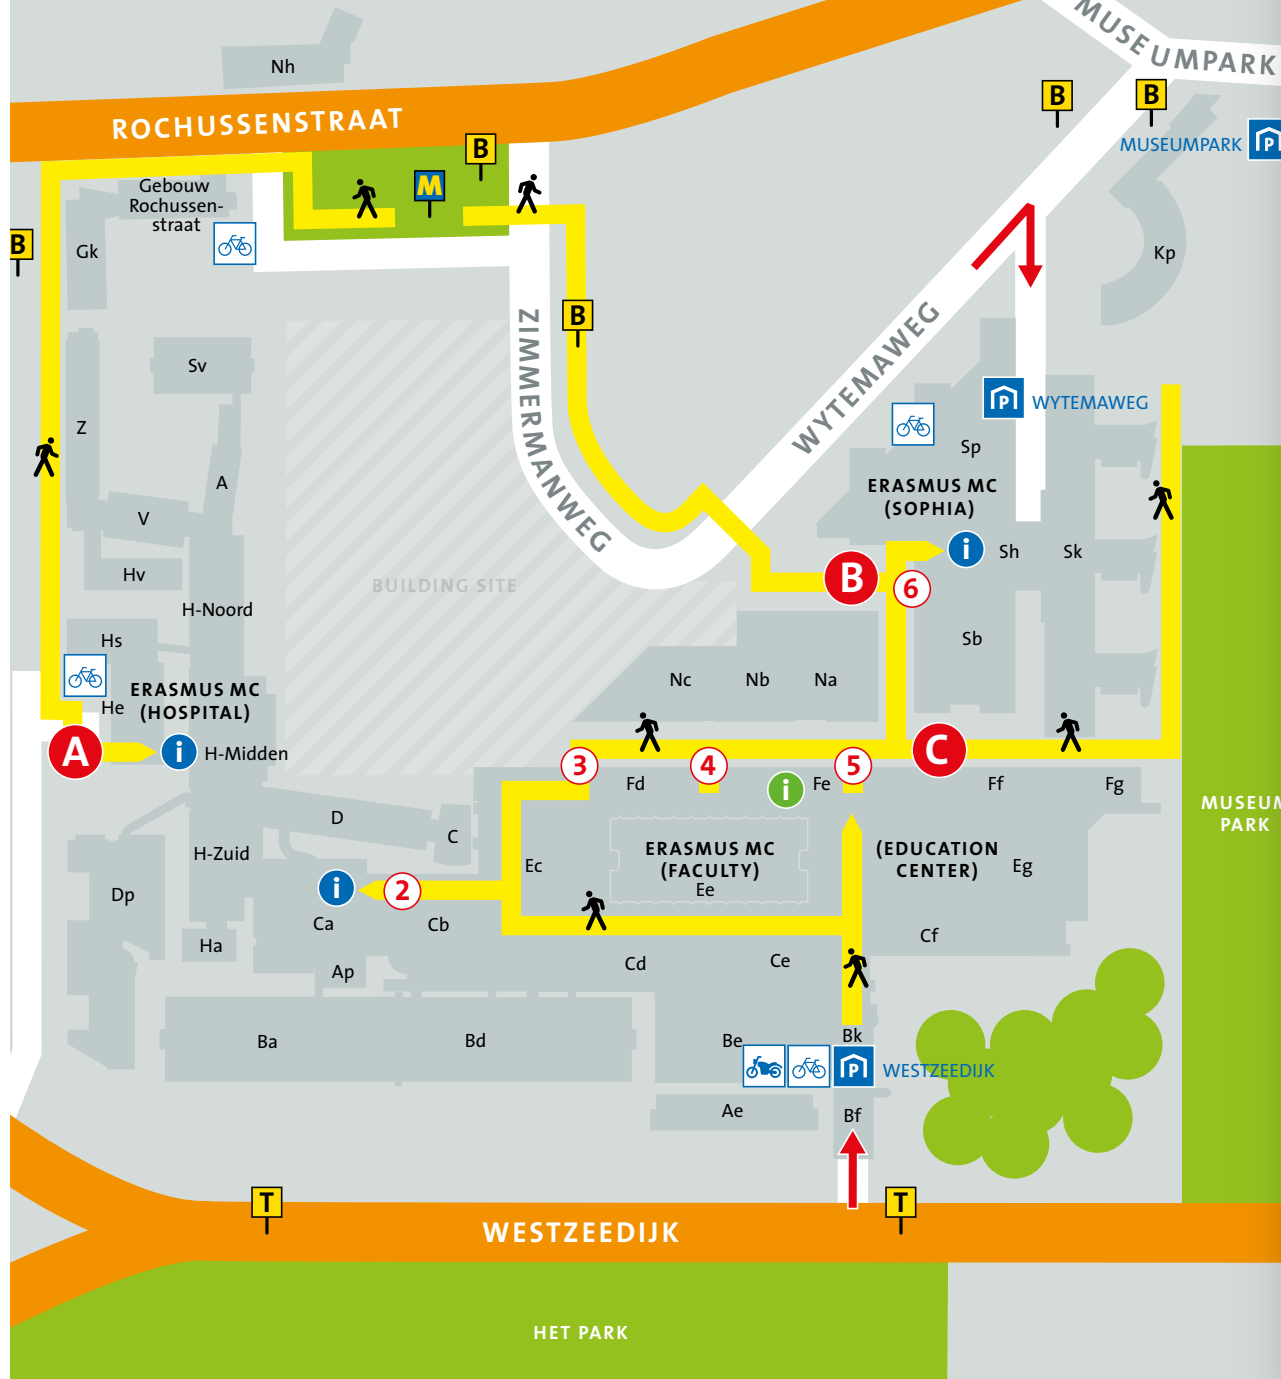 MUSEUMPARK
Nh
B
B
ROCHUSSENSTRAAT
B
MUSEUMPARK
P
M
Gebouw
Rochussen-
straat
B
Gk
Kp
B
ZIMMERMANWEG
WYTEMAWEG
Sv
P
WYTEMAWEG
Z
Sp
A
ERASMUS MC
(SOPHIA)
V
i
Sh
Sk
Hv
BUILDING SITE
B
6
H-Noord
Hs
Sb
Nc
Nb
Na
ERASMUS MC
(HOSPITAL)
He
A
i
H-Midden
3
4
5
C
Fd
i
Fe
Ff
Fg
MUSEUM
PARK
D
C
H-Zuid
ERASMUS MC
(FACULTY)
Ee
(EDUCATION
CENTER)
Ec
Eg
Dp
i
2
Ca
Cb
Cf
Ha
Ap
Cd
Ce
Ba
Bd
Be
Bk
P
WESTZEEDIJK
Ae
Bf
T
T
WESTZEEDIJK
HET PARK